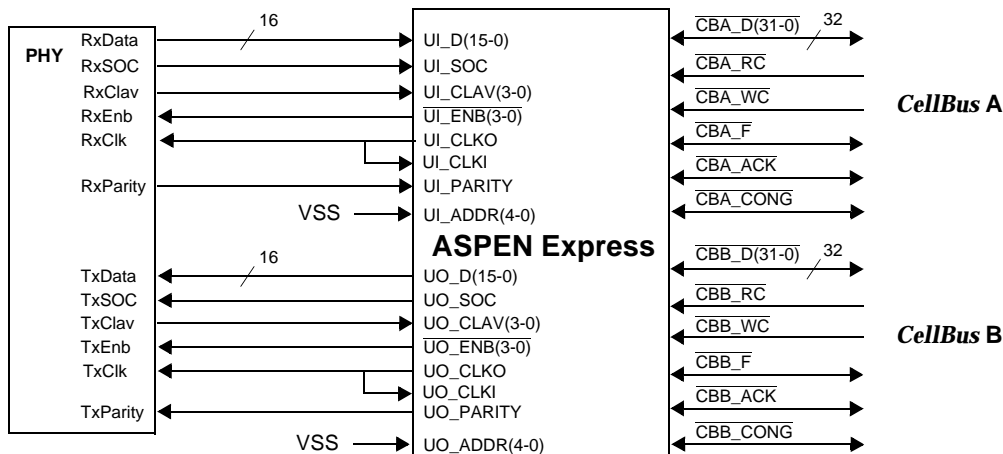 16
32
PHY
RxData
UI_D(15-0)
CBA_D(31-0)
RxSOC
UI_SOC
CBA_RC
RxClav
UI_CLAV(3-0)
CBA_WC
CellBus A
RxEnb
UI_ENB(3-0)
RxClk
UI_CLKO
CBA_F
UI_CLKI
CBA_ACK
RxParity
UI_PARITY
CBA_CONG
VSS
UI_ADDR(4-0)
ASPEN Express
16
32
CBB_D(31-0)
TxData
UO_D(15-0)
TxSOC
UO_SOC
CBB_RC
TxClav
UO_CLAV(3-0)
CBB_WC
CellBus B
TxEnb
UO_ENB(3-0)
TxClk
UO_CLKO
CBB_F
UO_CLKI
CBB_ACK
TxParity
UO_PARITY
CBB_CONG
VSS
UO_ADDR(4-0)